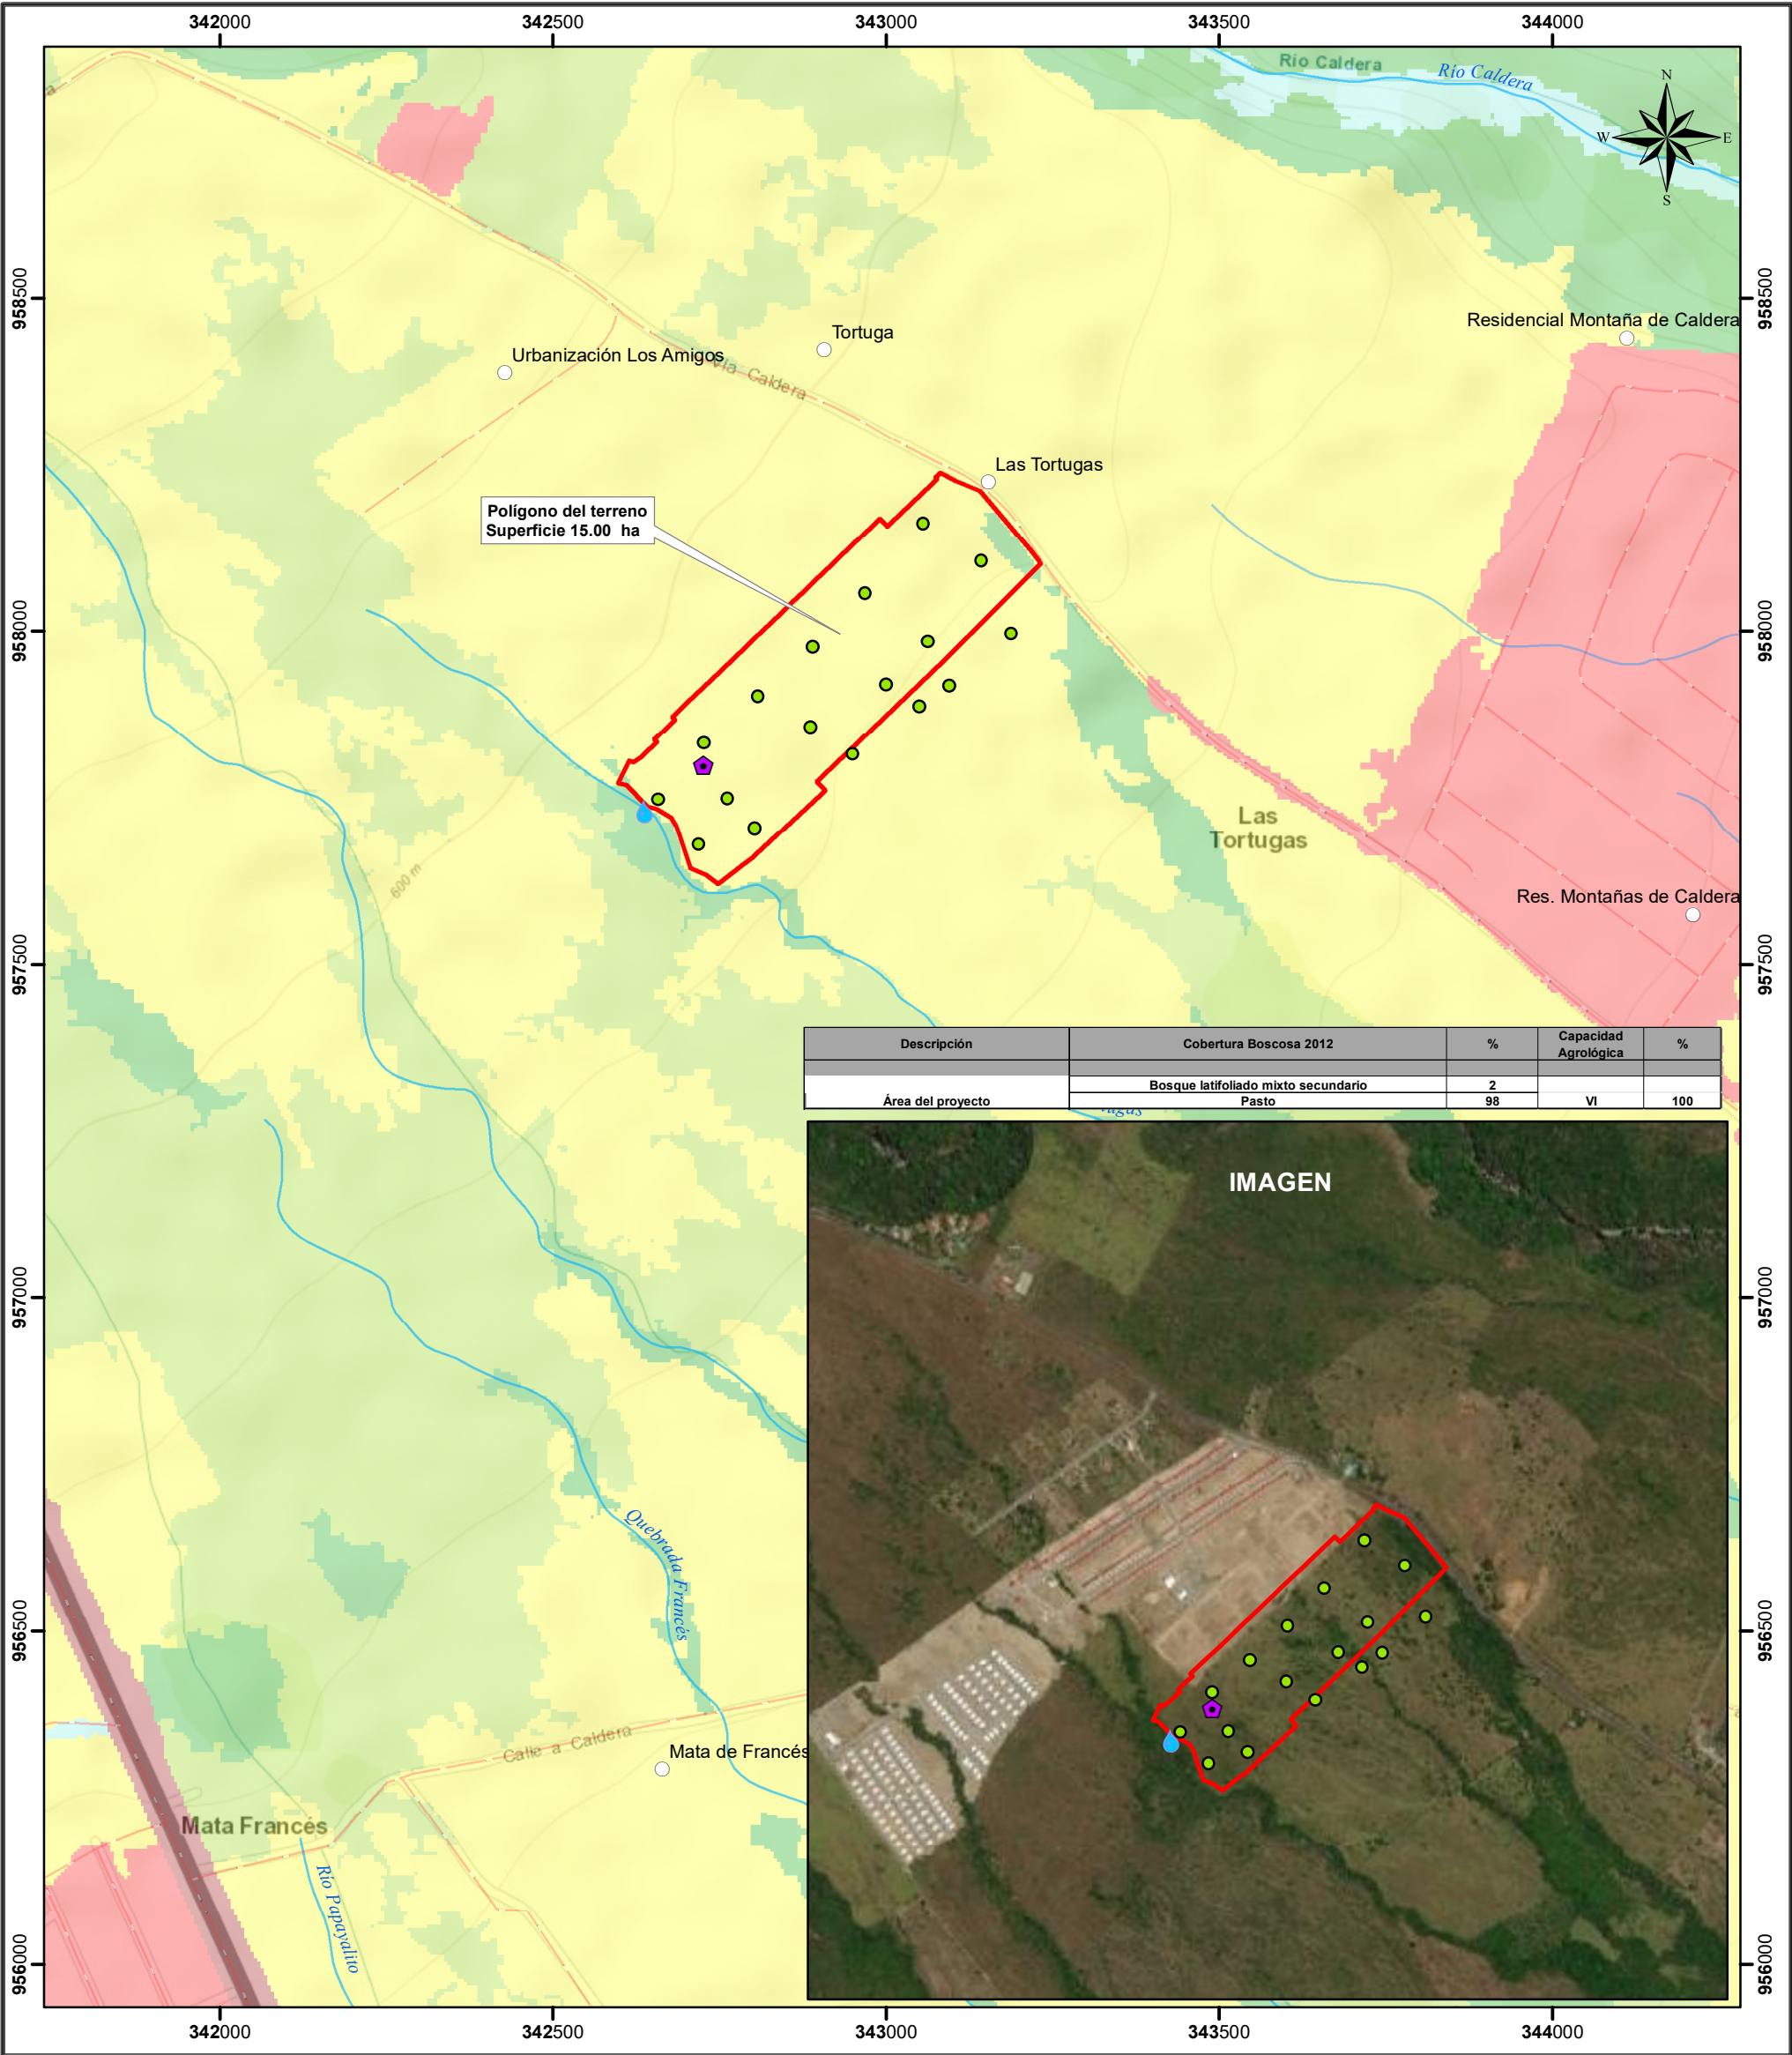 342000 342500 343000 343500 344000
Río Caldera
Río Caldera
N
W E
S
a
958500 958500
Residencial Montaña de Caldera
Tortuga
Urbanización Los Amigos
Vía Caldera
Las Tortugas
Polígono del terreno
Superficie 15.00 ha
958000 958000
Las
Tortugas
600 m
Res. Montañas de Caldera
957500 957500
Descripción Cobertura Boscosa 2012 % Capacidad
Agrológica %
Bosque latifoliado mixto secundario 2
Área del proyecto Pasto 98 VI 100
IMAGEN
957000 957000
Quebrada Francés
956500 956500
Calle a Caldera
Mata de Francés
Mata Francés
Río Papayalito
956000 956000
342000 342500 343000 343500 344000